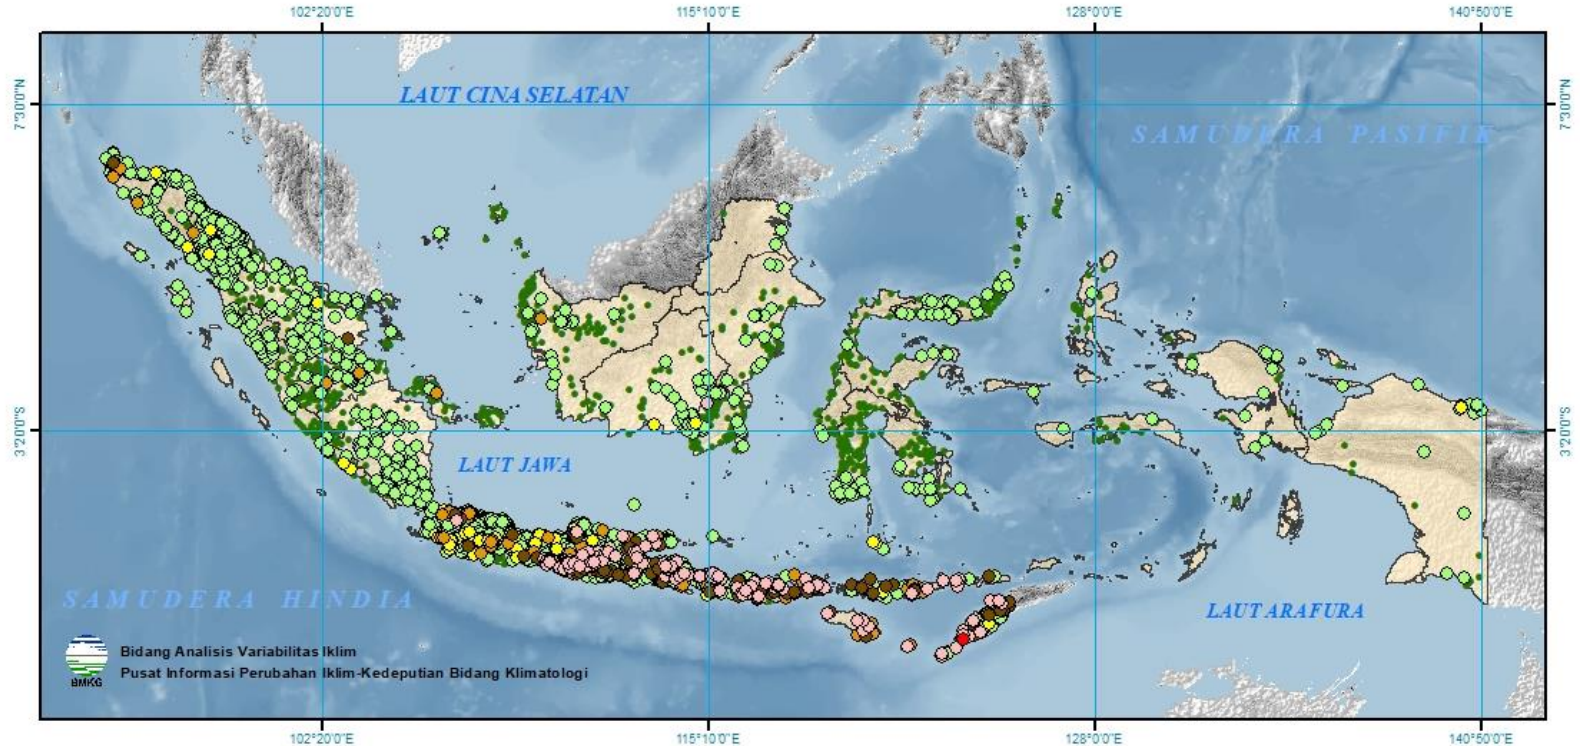 102°20'0"E 115°10'0"E 128°0'0"E 140°50'0"E
7°30'0"N
7°30'0"N
LAUT CINA SELATAN
SAMUDERA PASIFIK
3°20'0"S
3°20'0"S
LAUT JAWA
SAMUDERA HINDIA
LAUT ARAFURA
Bidang Analisis Variabilitas Iklim
Pusat Informasi Perubahan Iklim-Kedeputian Bidang Klimatologi
BMKG
102°20'0"E 115°10'0"E 128°0'0"E 140°50'0"E